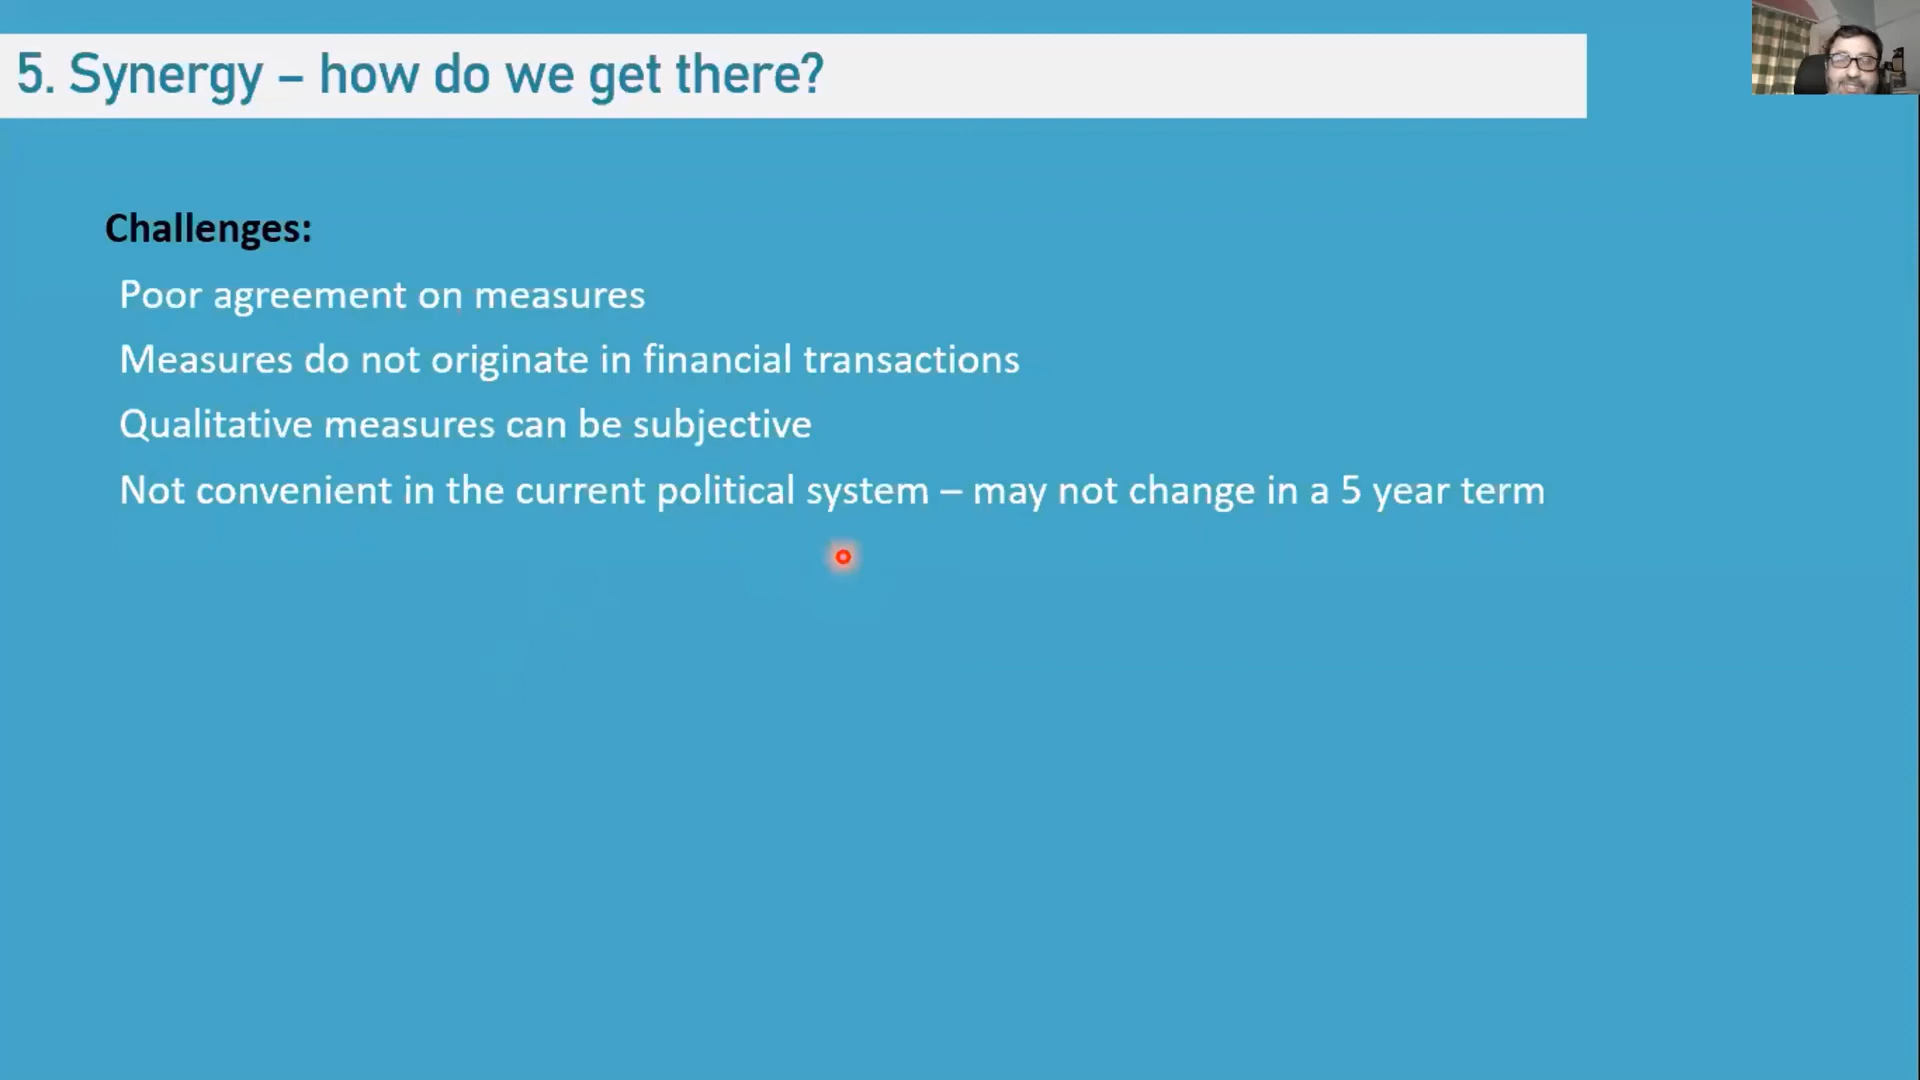 5. Synergy – how do we get there?
Challenges:
Poor agreement on measures
Measures do not originate in financial transactions
Qualitative measures can be subjective
Not convenient in the current political system – may not change in a 5 year term